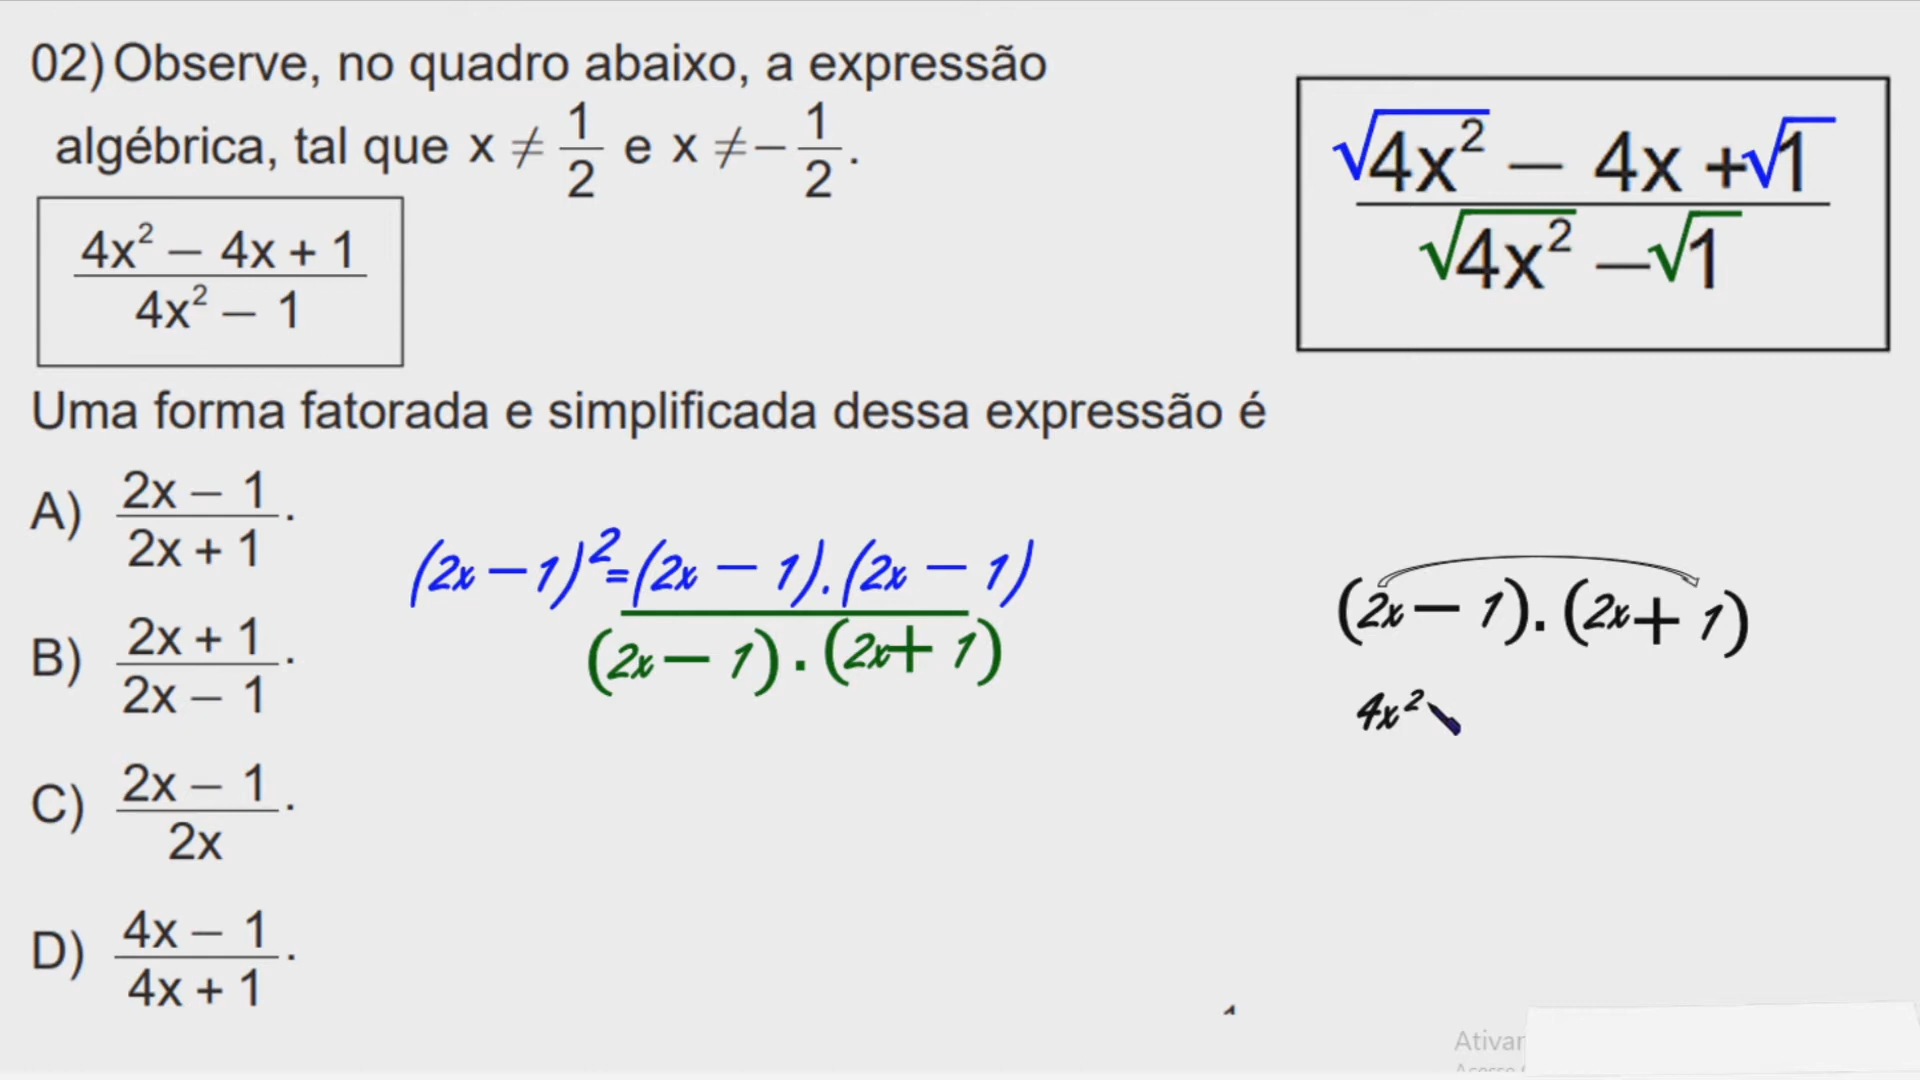 02) Observe, no quadro abaixo, a expressão
algébrica, tal que x ≠ 1/2 e x ≠ − 1/2.
4x² − 4x + 1
4x² − 1
√4x² − 4x + √1
√4x² − √1
Uma forma fatorada e simplificada dessa expressão é
A) 2x − 1
2x + 1 .
B) 2x + 1
2x − 1 .
C) 2x − 1
2x .
D) 4x − 1
4x + 1 .
(2x − 1)² = (2x − 1).(2x − 1)
(2x − 1) . (2x + 1)
(2x − 1).(2x + 1)
4x²
Ativar